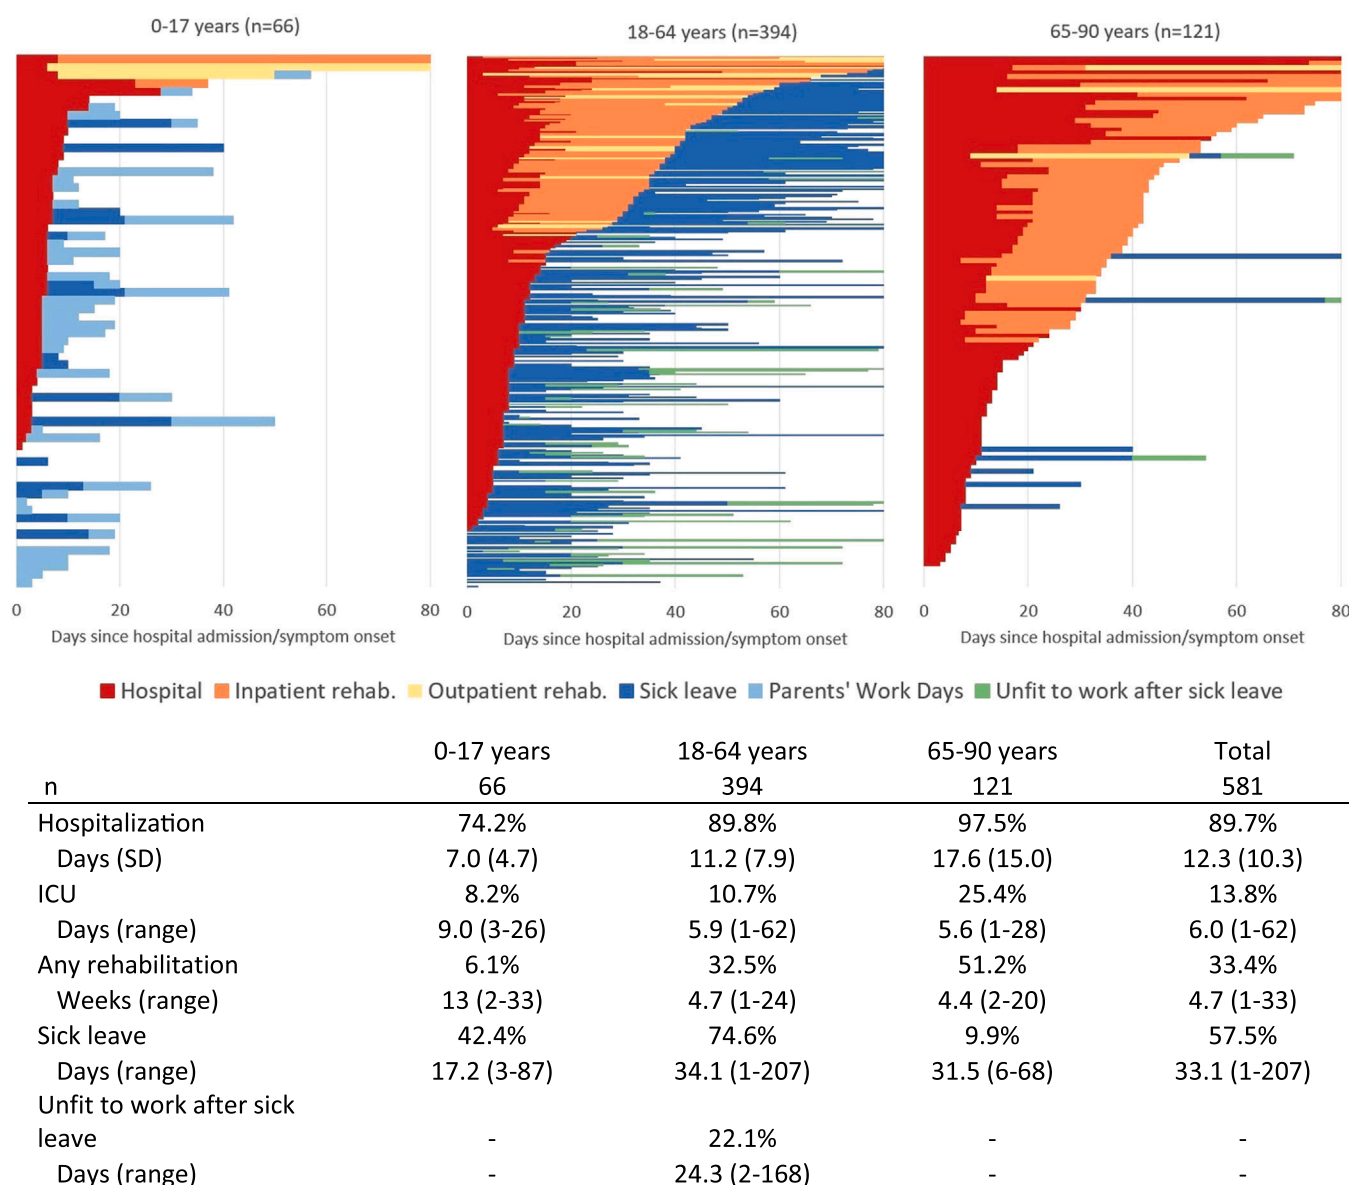 0-17 years (n=66)
18-64 years (n=394)
65-90 years (n=121)
0 20 40 60 80
0 20 40 60 80
0 20 40 60 80
Days since hospital admission/symptom onset
Days since hospital admission/symptom onset
Days since hospital admission/symptom onset
Hospital Inpatient rehab. Outpatient rehab. Sick leave Parents' Work Days Unfit to work after sick leave
0-17 years 18-64 years 65-90 years Total
n 66 394 121 581
Hospitalization 74.2% 89.8% 97.5% 89.7%
Days (SD) 7.0 (4.7) 11.2 (7.9) 17.6 (15.0) 12.3 (10.3)
ICU 8.2% 10.7% 25.4% 13.8%
Days (range) 9.0 (3-26) 5.9 (1-62) 5.6 (1-28) 6.0 (1-62)
Any rehabilitation 6.1% 32.5% 51.2% 33.4%
Weeks (range) 13 (2-33) 4.7 (1-24) 4.4 (2-20) 4.7 (1-33)
Sick leave 42.4% 74.6% 9.9% 57.5%
Days (range) 17.2 (3-87) 34.1 (1-207) 31.5 (6-68) 33.1 (1-207)
Unfit to work after sick
leave - 22.1% - -
Days (range) - 24.3 (2-168) - -